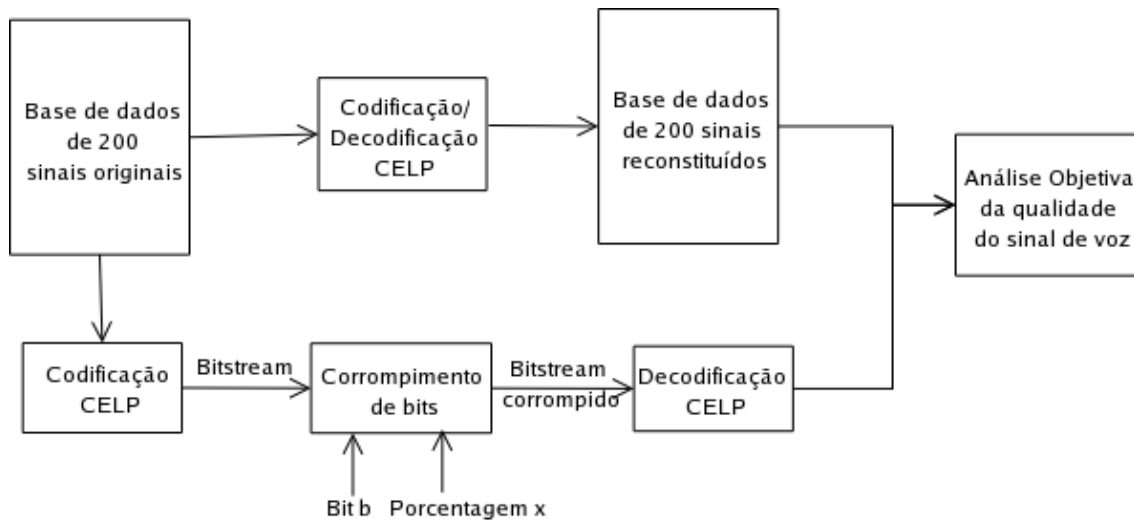 Base de dados
de 200
sinais originais
Codificação/
Decodificação
CELP
Base de dados
de 200 sinais
reconstituídos
Análise Objetiva
da qualidade
do sinal de voz
Codificação
CELP
Bitstream
Corrompimento
de bits
Bitstream
corrompido
Decodificação
CELP
Bit b
Porcentagem x